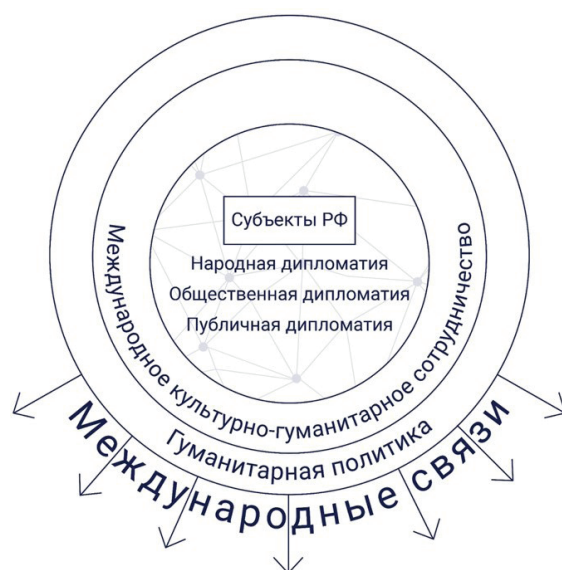 Субъекты РФ
Народная дипломатия
Общественная дипломатия
Публичная дипломатия
Международное культурно-гуманитарное сотрудничество
Гуманитарная политика
Международные связи